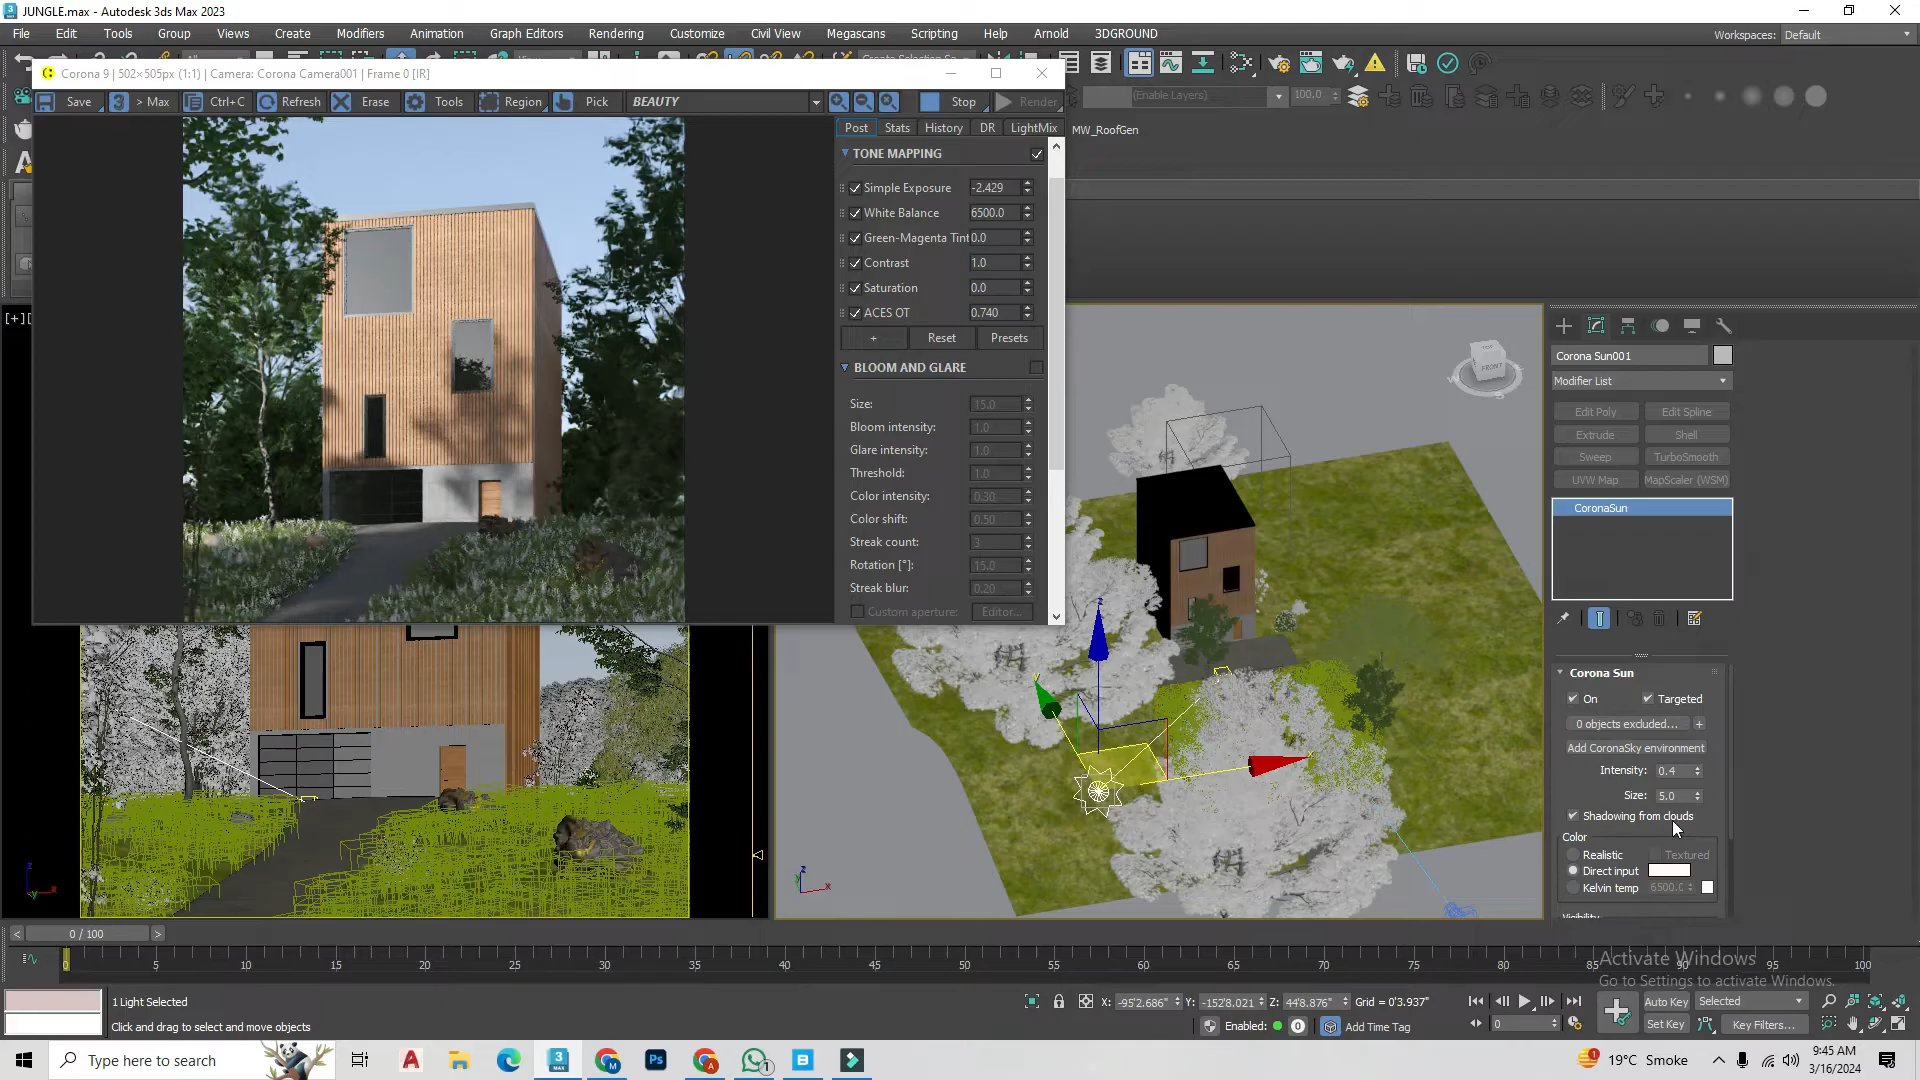 JUNGLE.max - Autodesk 3ds Max 2023
File Edit Tools Group Views Create Modifiers Animation Graph Editors Rendering Customize Civil View Megascans Scripting Help Arnold 3DGROUND
Workspaces: Default
Corona 9 | 502×505px (1:1) | Camera: Corona Camera001 | Frame 0 [IR]
Save > Max Ctrl+C Refresh Erase Tools Region Pick BEAUTY Stop Render
(Enable Layers) 100.0
Post Stats History DR LightMix
MW_RoofGen
TONE MAPPING
Simple Exposure -2.429
White Balance 6500.0
Green-Magenta Tint 0.0
Contrast 1.0
Saturation 0.0
ACES OT 0.740
+ Reset Presets
BLOOM AND GLARE
Size: 15.0
Bloom intensity: 1.0
Glare intensity: 1.0
Threshold: 1.0
Color intensity: 0.30
Color shift: 0.50
Streak count: 3
Rotation [°]: 15.0
Streak blur: 0.20
Custom aperture: Editor...
[+]
TOP
FRONT
Corona Sun001
Modifier List
Edit Poly Edit Spline
Extrude Shell
Sweep TurboSmooth
UVW Map MapScaler (WSM)
CoronaSun
Corona Sun
On Targeted
0 objects excluded... +
Add CoronaSky environment
Intensity: 0.4
Size: 5.0
Shadowing from clouds
Color
Realistic Textured
Direct input
Kelvin temp 6500.0
Visibility
z
y
x
0 / 100
0 5 10 15 20 25 30 35 40 45 50 55 60 65 70 75 80 85 90 95 100
Activate Windows
Go to Settings to activate Windows.
1 Light Selected
Click and drag to select and move objects
X: -95'2.686" Y: -152'8.021 Z: 44'8.876" Grid = 0'3.937"
Enabled: 0 Add Time Tag
Auto Key Selected
0 Set Key Key Filters...
Type here to search
19°C Smoke
9:45 AM
3/16/2024